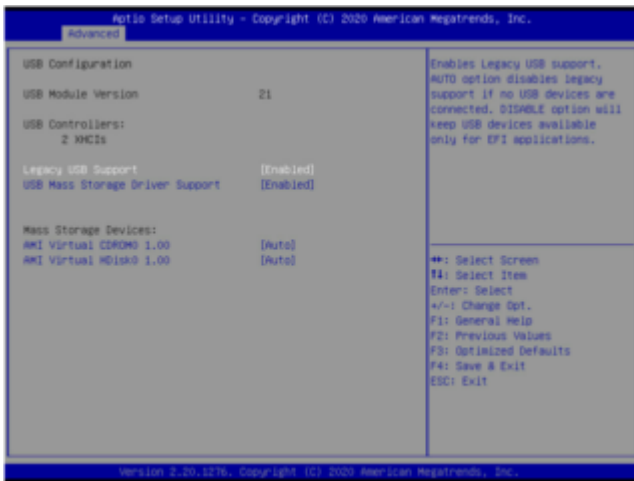 Aptio Setup Utility - Copyright (C) 2020 American Megatrends, Inc.
Advanced
USB Configuration
USB Module Version 21
USB Controllers:
2 XHCIs
Legacy USB Support [Enabled]
USB Mass Storage Driver Support [Enabled]
Mass Storage Devices:
AMI Virtual CDROM0 1.00 [Auto]
AMI Virtual HDisk0 1.00 [Auto]
Enables Legacy USB support.
AUTO option disables legacy
support if no USB devices are
connected. DISABLE option will
keep USB devices available
only for EFI applications.
: Select Screen
: Select Item
Enter: Select
+/-: Change Opt.
F1: General Help
F2: Previous Values
F3: Optimized Defaults
F4: Save & Exit
ESC: Exit
Version 2.20.1276. Copyright (C) 2020 American Megatrends, Inc.